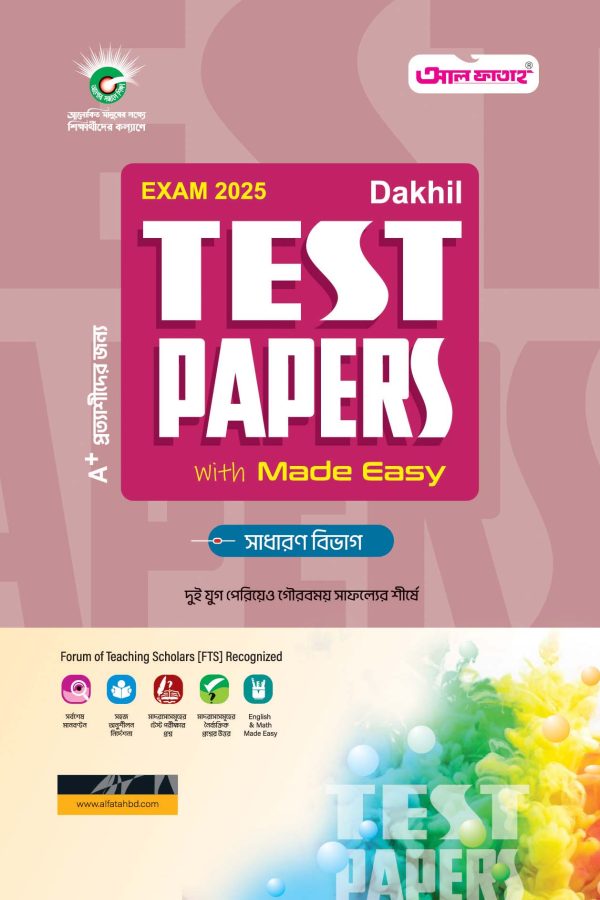 আলোকিত মানুষের লক্ষ্যে
শিক্ষার্থীদের কল্যাণে
আল ফাতাহ®
EXAM 2025
Dakhil
TEST
PAPERS
with Made Easy
A+ প্রত্যাশীদের জন্য
সাধারণ বিভাগ
দুই যুগ পেরিয়েও গৌরবময় সাফল্যের শীর্ষে
Forum of Teaching Scholars [FTS] Recognized
সর্বশেষ
মানবণ্টন
সহজ
অনুশীলন
নির্দেশনা
মাদরাসাসমূহের
টেস্ট পরীক্ষার
প্রশ্ন
মাদরাসাসমূহের
নৈর্ব্যক্তিক
প্রশ্নের উত্তর
English
& Math
Made Easy
www.alfatahbd.com
TEST
PAPERS